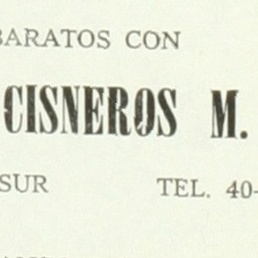 BARATOS CON
CISNEROS M.
SUR TEL. 40-